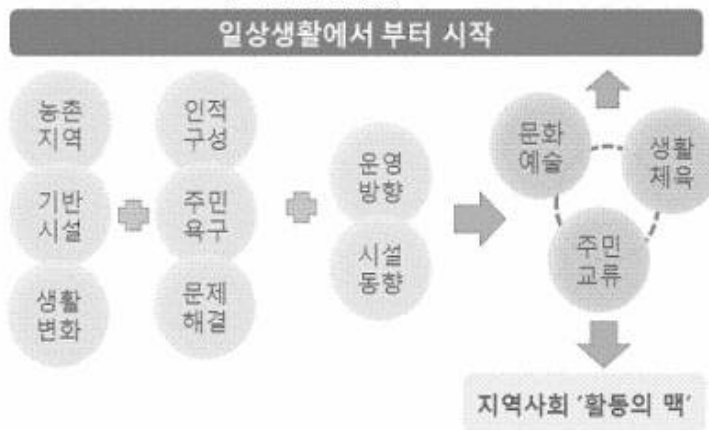 일상생활에서 부터 시작
농촌
지역
기반
시설
생활
변화
인적
구성
주민
욕구
문제
해결
운영
방향
시설
동향
문화
예술
생활
체육
주민
교류
지역사회 '활동의 맥'